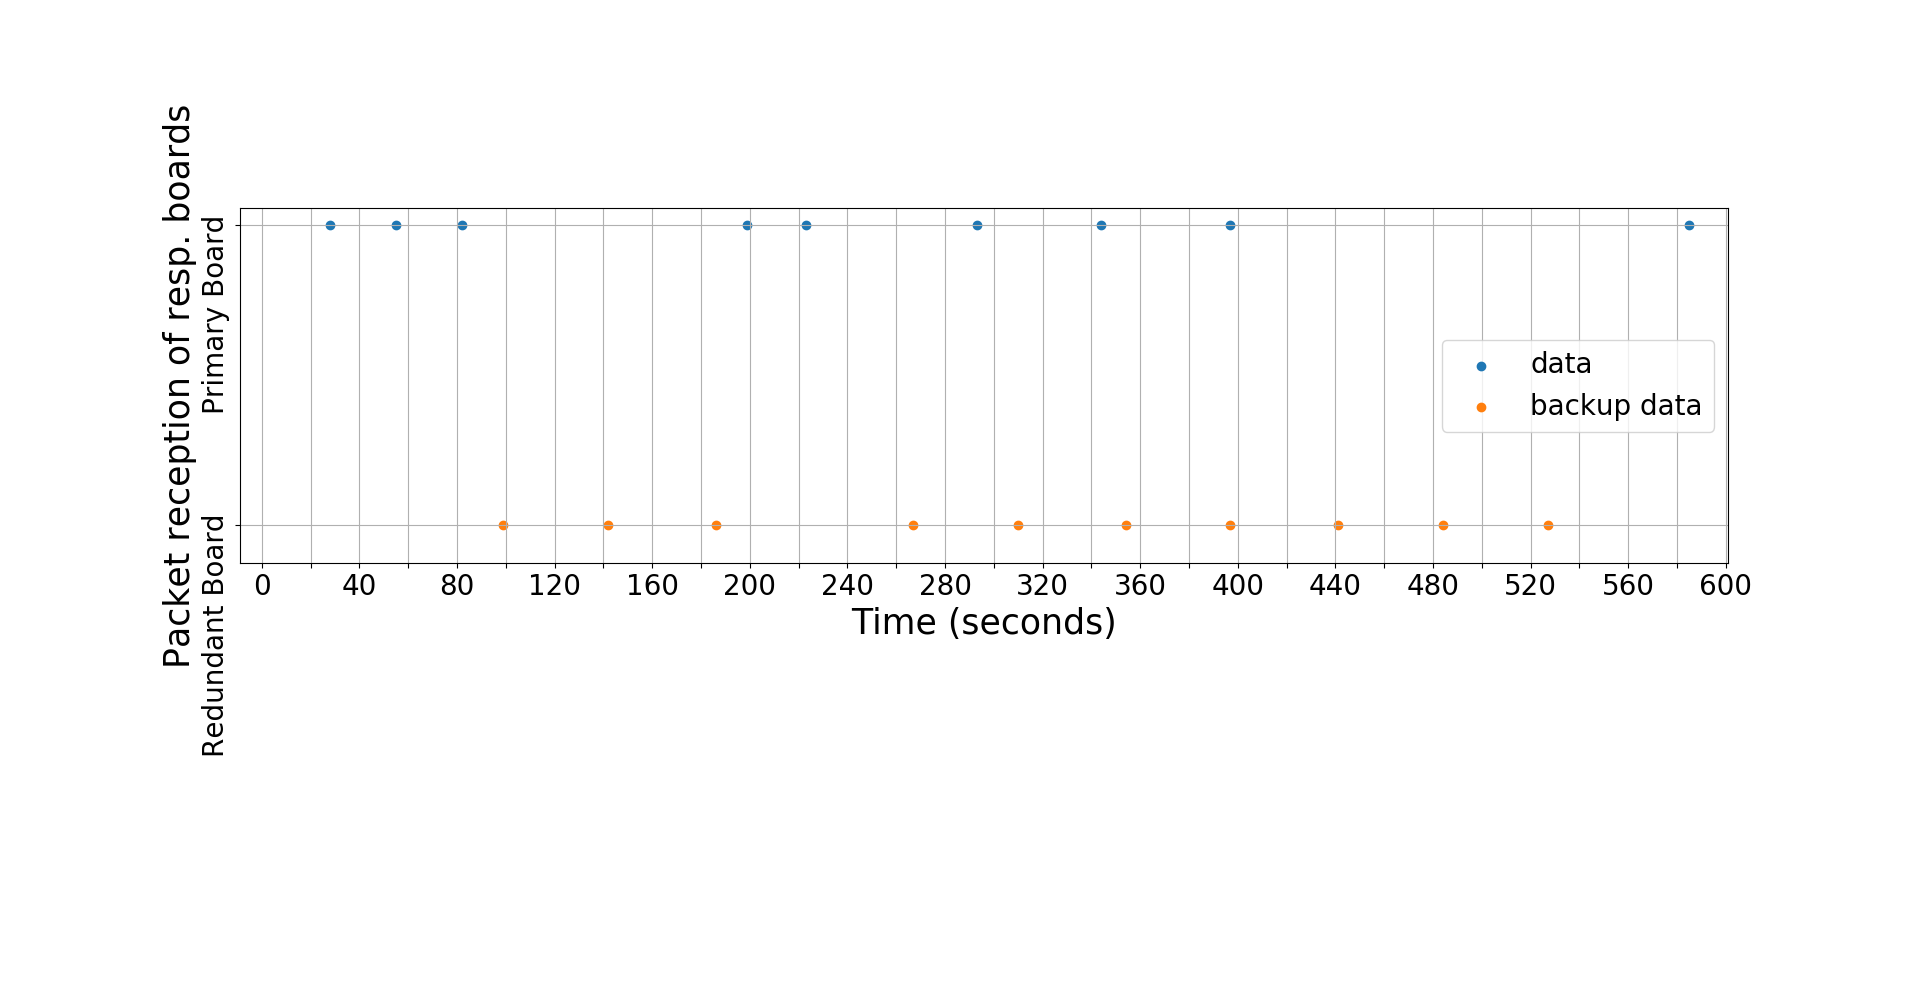 Packet reception of resp. boards
Primary Board
Redundant Board
data
backup data
0 40 80 120 160 200 240 280 320 360 400 440 480 520 560 600
Time (seconds)